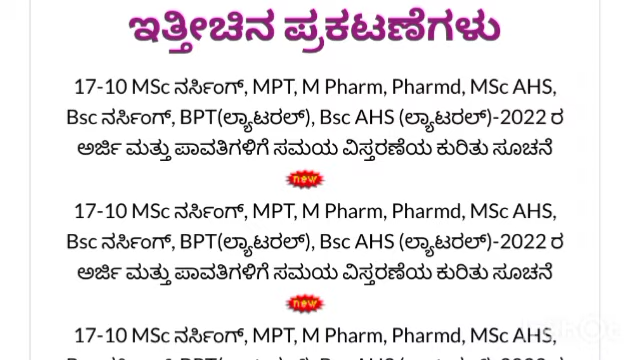 ಇತ್ತೀಚಿನ ಪ್ರಕಟಣೆಗಳು
17-10 MSc ನರ್ಸಿಂಗ್, MPT, M Pharm, Pharmd, MSc AHS,
Bsc ನರ್ಸಿಂಗ್, BPT(ಲ್ಯಾಟರಲ್), Bsc AHS (ಲ್ಯಾಟರಲ್)-2022 ರ
ಅರ್ಜಿ ಮತ್ತು ಪಾವತಿಗಳಿಗೆ ಸಮಯ ವಿಸ್ತರಣೆಯ ಕುರಿತು ಸೂಚನೆ
new
17-10 MSc ನರ್ಸಿಂಗ್, MPT, M Pharm, Pharmd, MSc AHS,
Bsc ನರ್ಸಿಂಗ್, BPT(ಲ್ಯಾಟರಲ್), Bsc AHS (ಲ್ಯಾಟರಲ್)-2022 ರ
ಅರ್ಜಿ ಮತ್ತು ಪಾವತಿಗಳಿಗೆ ಸಮಯ ವಿಸ್ತರಣೆಯ ಕುರಿತು ಸೂಚನೆ
new
17-10 MSc ನರ್ಸಿಂಗ್, MPT, M Pharm, Pharmd, MSc AHS,